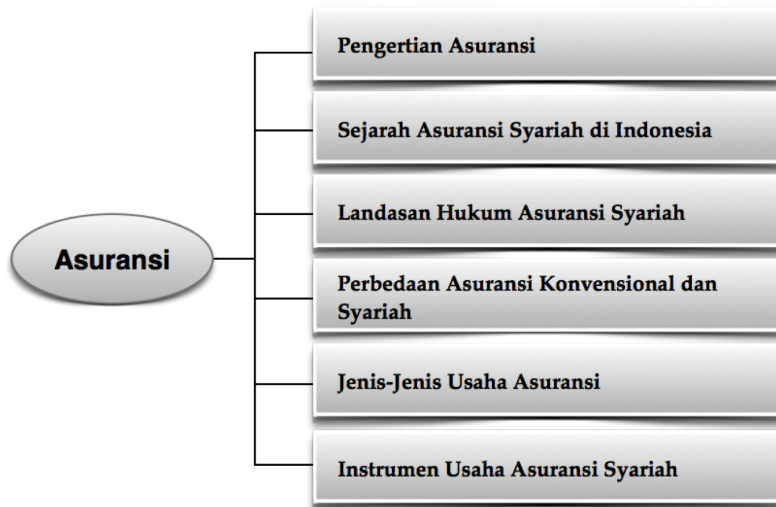 Asuransi
Pengertian Asuransi
Sejarah Asuransi Syariah di Indonesia
Landasan Hukum Asuransi Syariah
Perbedaan Asuransi Konvensional dan
Syariah
Jenis-Jenis Usaha Asuransi
Instrumen Usaha Asuransi Syariah